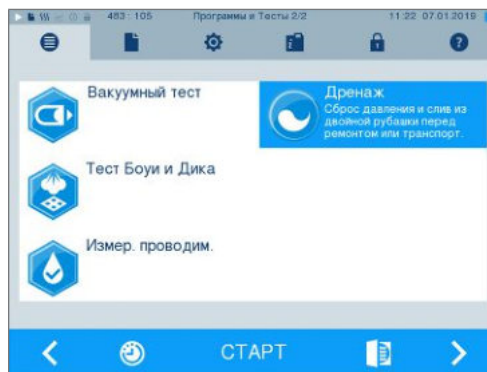 483 : 105 Программы и Тесты 2/2 11:22 07.01.2019
Вакуумный тест
Дренаж
Сброс давления и слив из
двойной рубашки перед
ремонтом или транспорт.
Тест Боуи и Дика
Измер. проводим.
СТАРТ